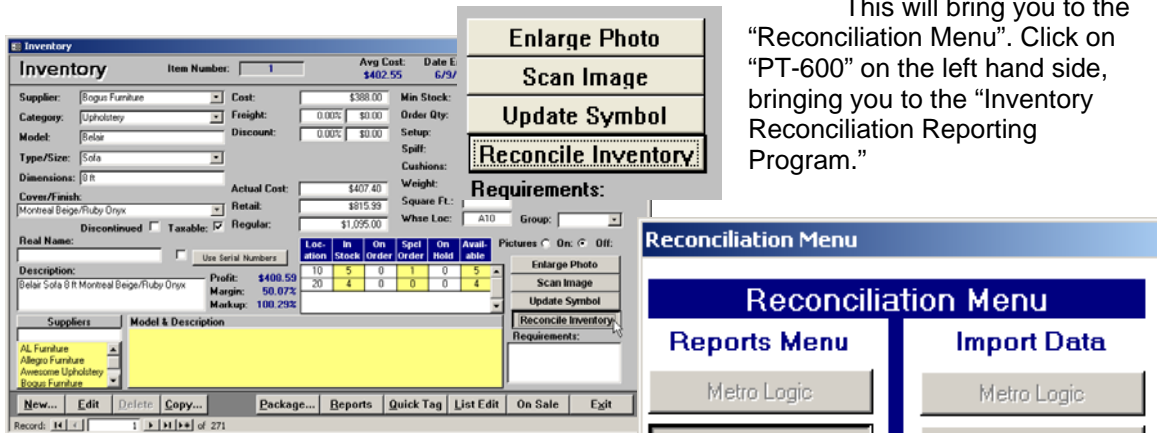 This will bring you to the
“Reconciliation Menu”. Click on
“PT-600” on the left hand side,
bringing you to the “Inventory
Reconciliation Reporting
Program.”
Enlarge Photo
Scan Image
Update Symbol
Reconcile Inventory
Requirements:
Inventory
Inventory Item Number: 1 Avg Cost: Date E
$402.55 6/9/
Supplier: Bogus Furniture Cost: $388.00 Min Stock:
Category: Upholstery Freight: 0.00% $0.00 Order Qty:
Model: Belair Discount: 0.00% $0.00 Setup:
Type/Size: Sofa Spiff:
Dimensions: 8 ft Cushions:
Cover/Finish: Actual Cost: $407.40 Weight:
Montreal Beige/Ruby Onyx Retail: $815.99 Square Ft.:
Discontinued Taxable: Regular: $1,095.00 Whse Loc: A10 Group:
Real Name: Use Serial Numbers
Location In Stock On Order Spcl Order On Hold Available
10 5 0 1 0 5
20 4 0 0 0 4
Pictures On: Off:
Description:
Belair Sofa 8 ft Montreal Beige/Ruby Onyx
Profit: $408.59
Margin: 50.07%
Markup: 100.29%
Enlarge Photo
Scan Image
Update Symbol
Reconcile Inventory
Requirements:
Suppliers Model & Description
AL Furniture
Allegro Furniture
Awesome Upholstery
Bogus Furniture
New... Edit Delete Copy... Package... Reports Quick Tag List Edit On Sale Exit
Record: 1 of 271
Reconciliation Menu
Reconciliation Menu
Reports Menu Import Data
Metro Logic Metro Logic